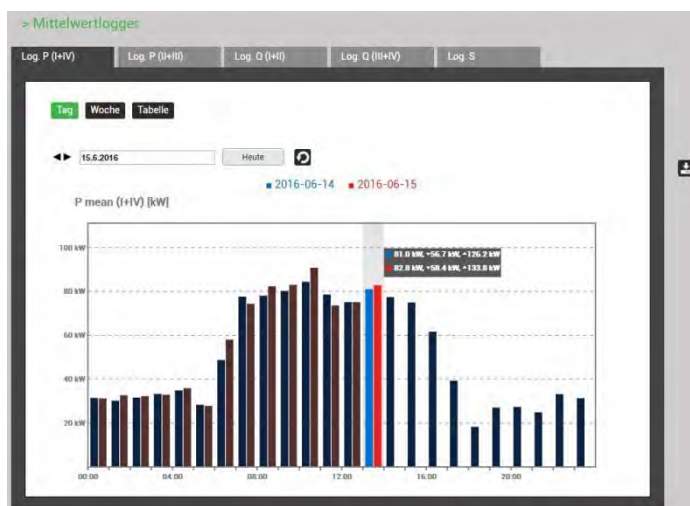 > Mittelwertlogger
Log. P (I+IV) Log. P (II+III) Log. Q (I+II) Log. Q (III+IV) Log. S
Tag Woche Tabelle
15.6.2016 Heute
2016-06-14 2016-06-15
P mean (I+IV) [kW]
100 kW
81.0 kW, 56.7 kW, 126.2 kW
82.8 kW, 58.4 kW, 133.8 kW
80 kW
60 kW
40 kW
20 kW
00:00 04:00 08:00 12:00 16:00 20:00